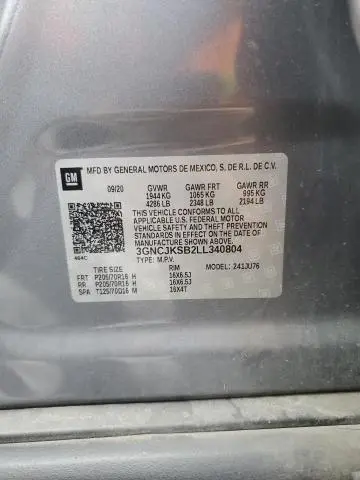 GM
MFD BY GENERAL MOTORS DE MEXICO, S. DE R.L. DE C.V.
09/20 GVWR GAWR FRT GAWR RR
1944 KG 1065 KG 995 KG
4286 LB 2348 LB 2194 LB
THIS VEHICLE CONFORMS TO ALL
APPLICABLE U.S. FEDERAL MOTOR
VEHICLE SAFETY AND THEFT PREVENTION
STANDARDS IN EFFECT ON THE DATE OF
MANUFACTURE SHOWN ABOVE.
3GNCJKSB2LL340804
464C TYPE: M.P.V. MODEL: 241JU76
TIRE SIZE RIM
FRT P205/70R16 H 16X6.5J
RR P205/70R16 H 16X6.5J
SPA T125/70D16 M 16X4T